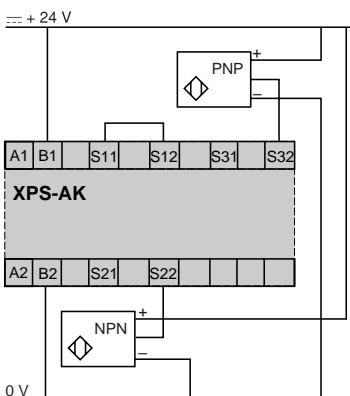 ⎓ + 24 V
+
PNP
–
A1 B1 S11 S12 S31 S32
XPS-AK
A2 B2 S21 S22
+
NPN
–
0 V